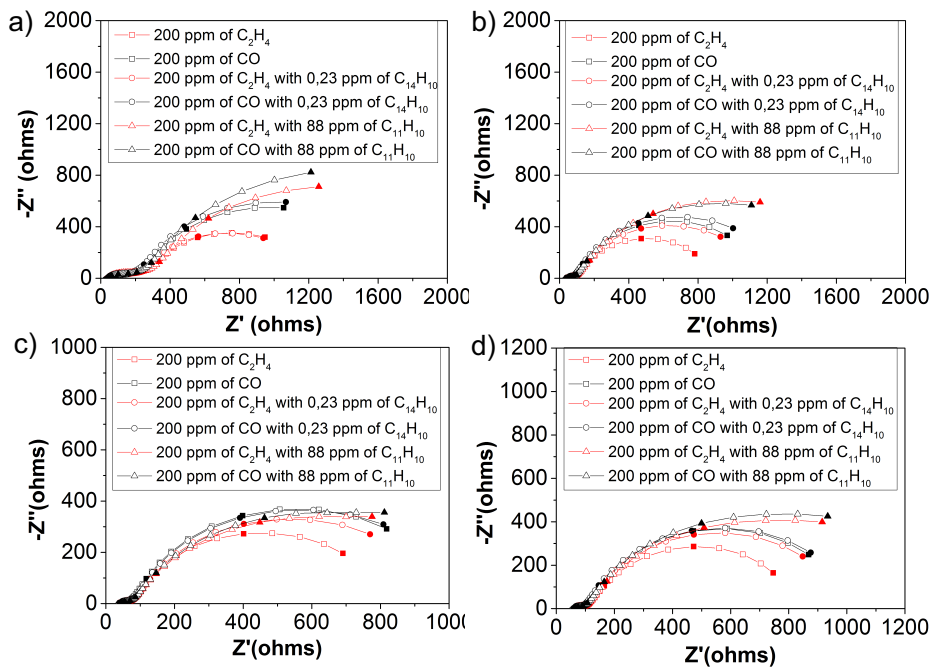 a)
2000
1600
1200
800
400
0
-Z'' (ohms)
200 ppm of C2H4
200 ppm of CO
200 ppm of C2H4 with 0,23 ppm of C14H10
200 ppm of CO with 0,23 ppm of C14H10
200 ppm of C2H4 with 88 ppm of C11H10
200 ppm of CO with 88 ppm of C11H10
0 400 800 1200 1600 2000
Z' (ohms)
b)
2000
1600
1200
800
400
0
-Z''(ohms)
200 ppm of C2H4
200 ppm of CO
200 ppm of C2H4 with 0,23 ppm of C14H10
200 ppm of CO with 0,23 ppm of C14H10
200 ppm of C2H4 with 88 ppm of C11H10
200 ppm of CO with 88 ppm of C11H10
0 400 800 1200 1600 2000
Z'(ohms)
c)
1000
800
600
400
200
0
-Z''(ohms)
200 ppm of C2H4
200 ppm of CO
200 ppm of C2H4 with 0,23 ppm of C14H10
200 ppm of CO with 0,23 ppm of C14H10
200 ppm of C2H4 with 88 ppm of C11H10
200 ppm of CO with 88 ppm of C11H10
0 200 400 600 800 1000
Z'(ohms)
d)
1200
1000
800
600
400
200
0
-Z''(ohms)
200 ppm of C2H4
200 ppm of CO
200 ppm of C2H4 with 0,23 ppm of C14H10
200 ppm of CO with 0,23 ppm of C14H10
200 ppm of C2H4 with 88 ppm of C11H10
200 ppm of CO with 88 ppm of C11H10
0 200 400 600 800 1000 1200
Z'(ohms)